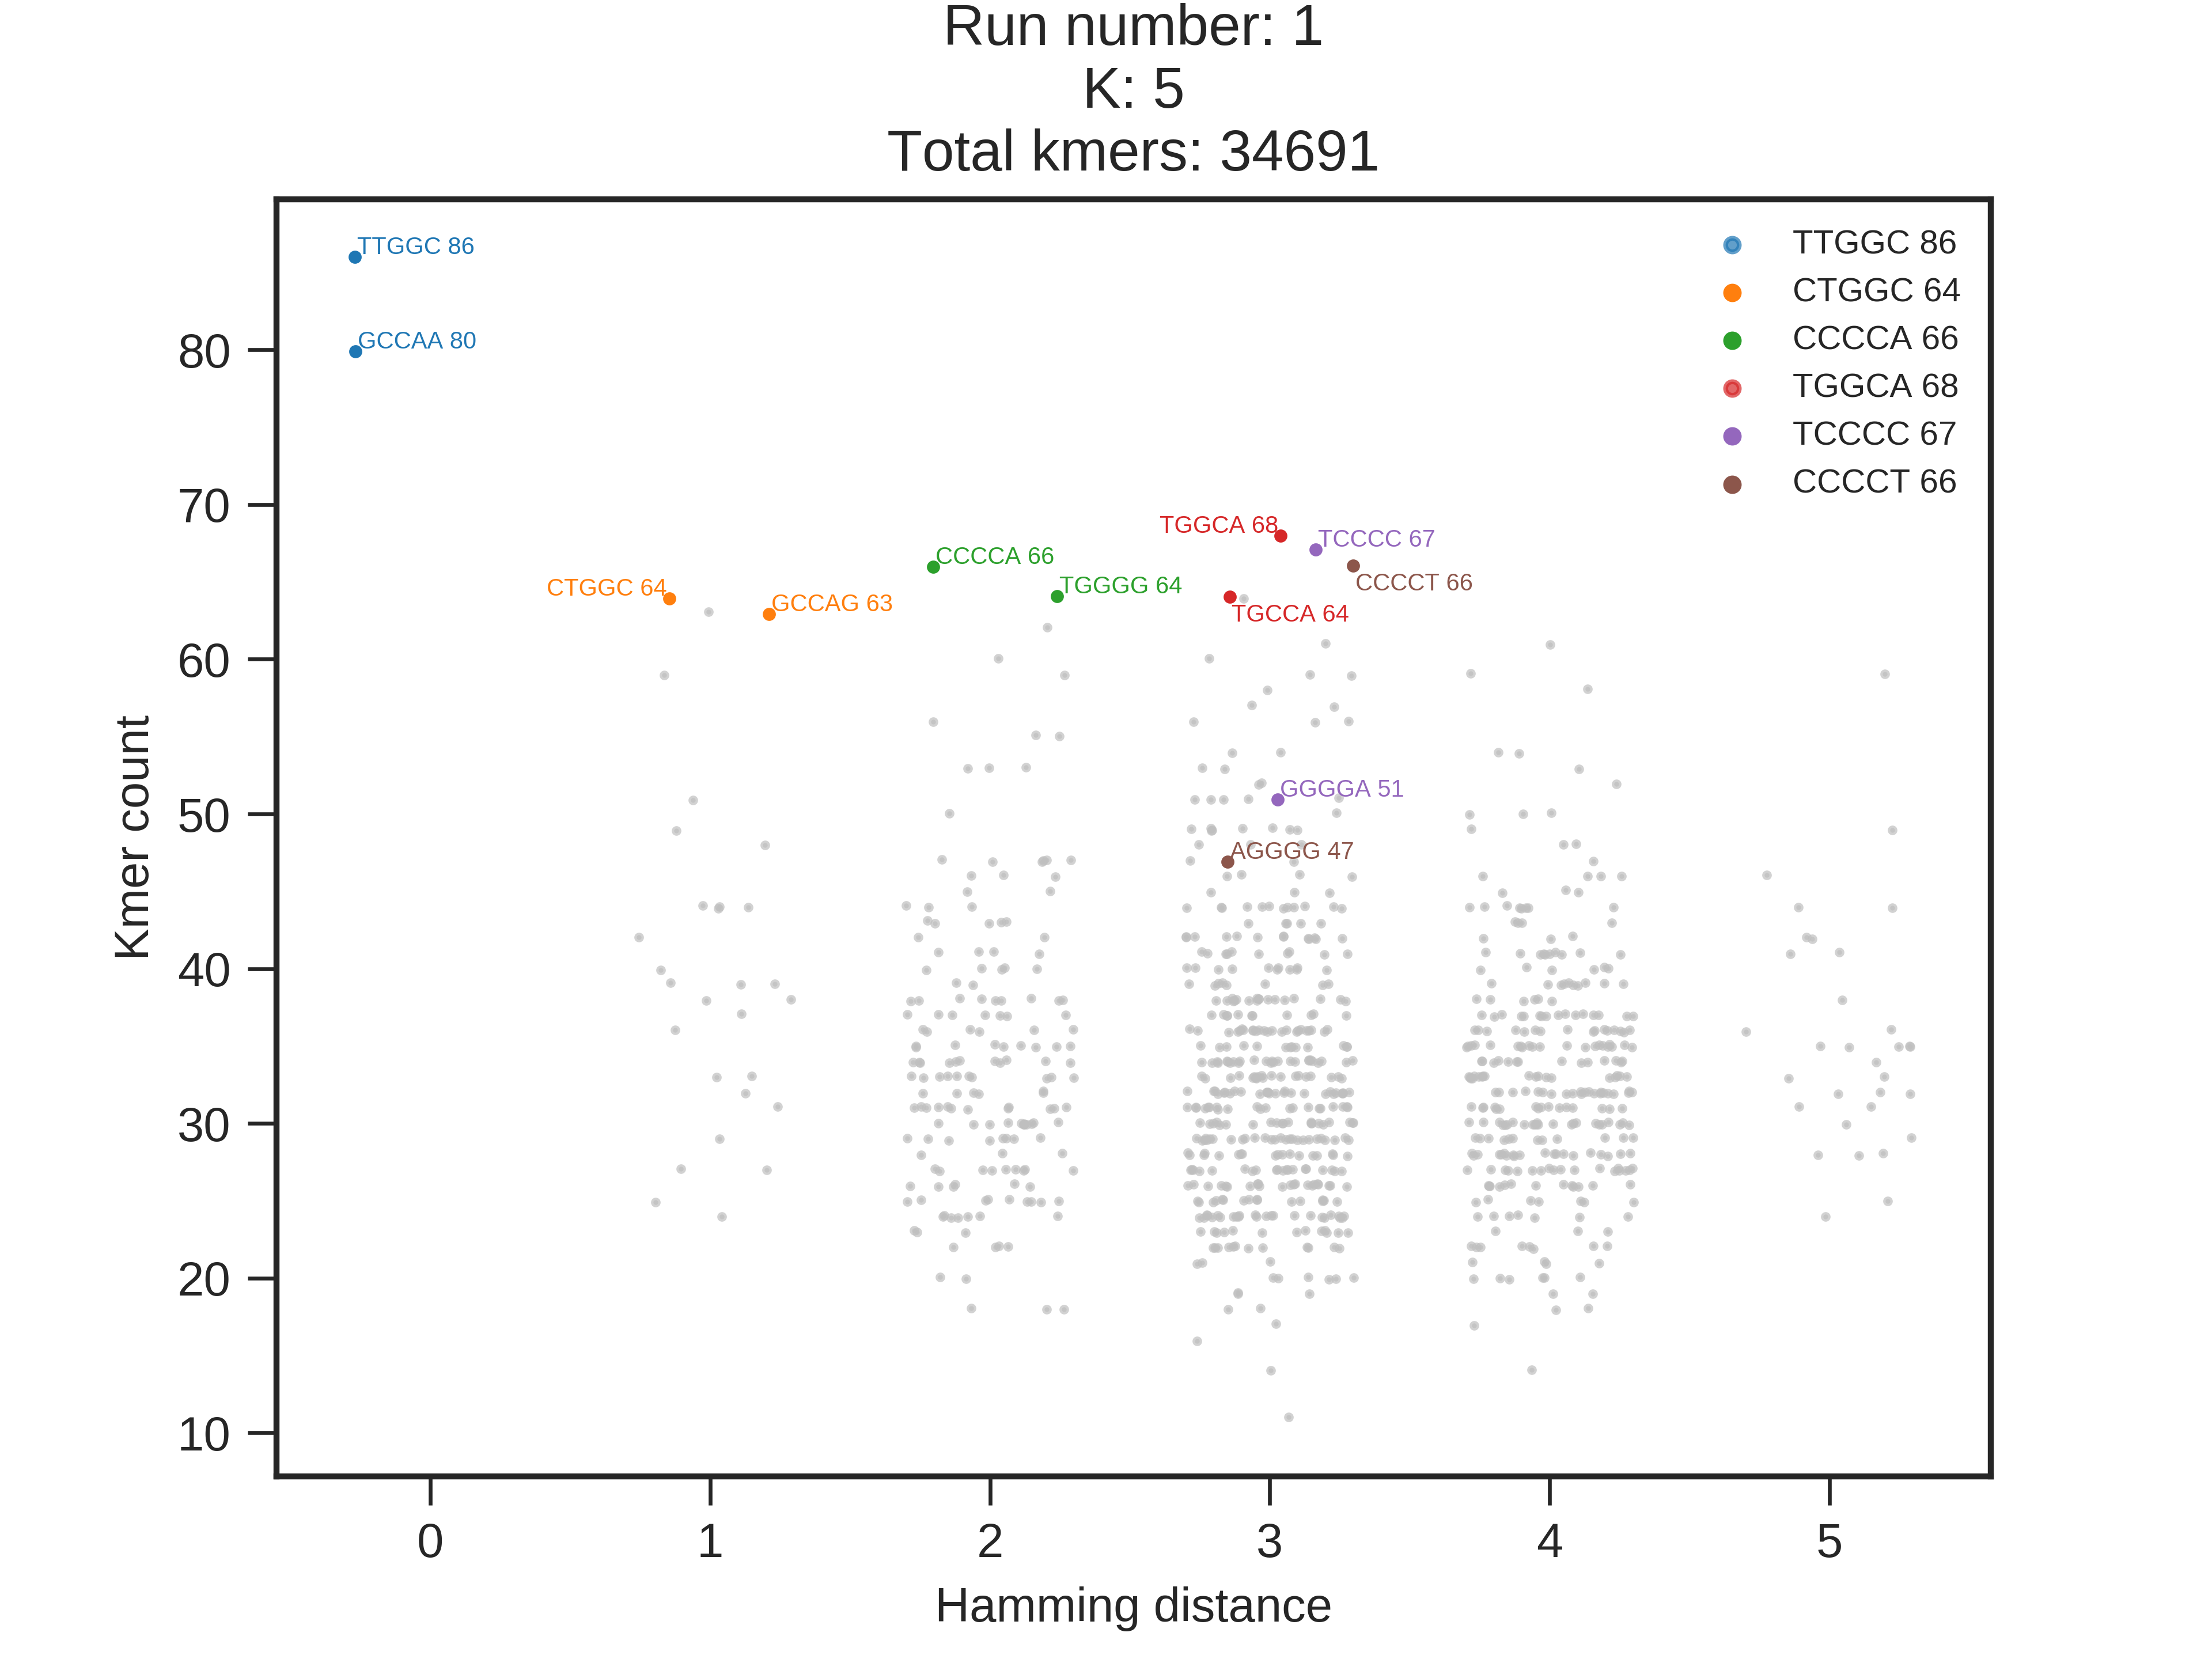 Run number: 1
K: 5
Total kmers: 34691
TTGGC 86
GCCAA 80
CTGGC 64
GCCAG 63
CCCCA 66
TGGGG 64
TGGCA 68
TGCCA 64
TCCCC 67
CCCCT 66
GGGGA 51
AGGGG 47
TTGGC 86
CTGGC 64
CCCCA 66
TGGCA 68
TCCCC 67
CCCCT 66
Kmer count
80
70
60
50
40
30
20
10
0 1 2 3 4 5
Hamming distance